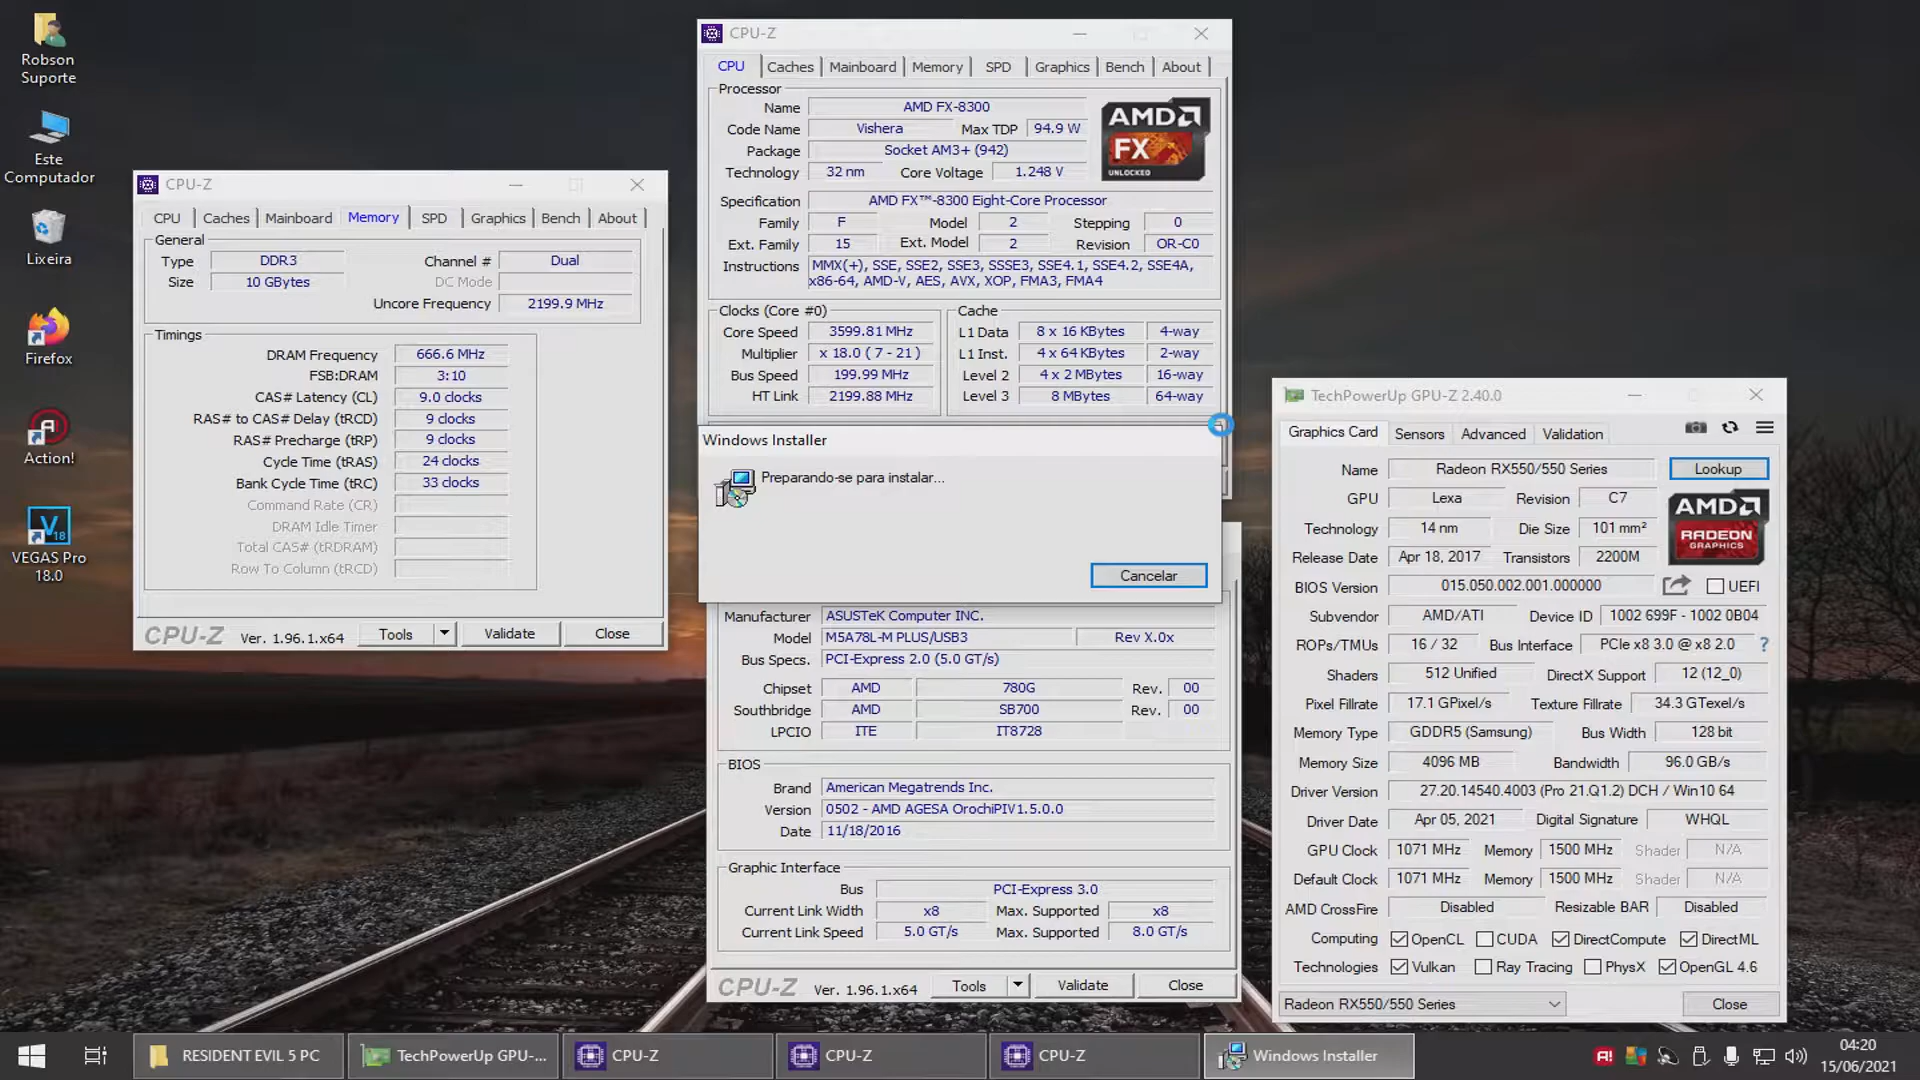 Robson
Suporte
Este
Computador
Lixeira
Firefox
Action!
VEGAS Pro
18.0
CPU-Z
CPU Caches Mainboard Memory SPD Graphics Bench About
General
Type DDR3 Channel # Dual
Size 10 GBytes DC Mode
Uncore Frequency 2199.9 MHz
Timings
DRAM Frequency 666.6 MHz
FSB:DRAM 3:10
CAS# Latency (CL) 9.0 clocks
RAS# to CAS# Delay (tRCD) 9 clocks
RAS# Precharge (tRP) 9 clocks
Cycle Time (tRAS) 24 clocks
Bank Cycle Time (tRC) 33 clocks
Command Rate (CR)
DRAM Idle Timer
Total CAS# (tRDRAM)
Row To Column (tRCD)
CPU-Z Ver. 1.96.1.x64 Tools Validate Close
CPU-Z
CPU Caches Mainboard Memory SPD Graphics Bench About
Processor
Name AMD FX-8300
Code Name Vishera Max TDP 94.9 W
Package Socket AM3+ (942)
Technology 32 nm Core Voltage 1.248 V
AMD
FX
UNLOCKED
Specification AMD FX™-8300 Eight-Core Processor
Family F Model 2 Stepping 0
Ext. Family 15 Ext. Model 2 Revision OR-C0
Instructions MMX(+), SSE, SSE2, SSE3, SSSE3, SSE4.1, SSE4.2, SSE4A,
x86-64, AMD-V, AES, AVX, XOP, FMA3, FMA4
Clocks (Core #0) Cache
Core Speed 3599.81 MHz L1 Data 8 x 16 KBytes 4-way
Multiplier x 18.0 ( 7 - 21 ) L1 Inst. 4 x 64 KBytes 2-way
Bus Speed 199.99 MHz Level 2 4 x 2 MBytes 16-way
HT Link 2199.88 MHz Level 3 8 MBytes 64-way
Windows Installer
Preparando-se para instalar...
Cancelar
Manufacturer ASUSTeK Computer INC.
Model M5A78L-M PLUS/USB3 Rev X.0x
Bus Specs. PCI-Express 2.0 (5.0 GT/s)
Chipset AMD 780G Rev. 00
Southbridge AMD SB700 Rev. 00
LPCIO ITE IT8728
BIOS
Brand American Megatrends Inc.
Version 0502 - AMD AGESA OrochiPIV1.5.0.0
Date 11/18/2016
Graphic Interface
Bus PCI-Express 3.0
Current Link Width x8 Max. Supported x8
Current Link Speed 5.0 GT/s Max. Supported 8.0 GT/s
CPU-Z Ver. 1.96.1.x64 Tools Validate Close
TechPowerUp GPU-Z 2.40.0
Graphics Card Sensors Advanced Validation
Name Radeon RX550/550 Series Lookup
GPU Lexa Revision C7
Technology 14 nm Die Size 101 mm²
Release Date Apr 18, 2017 Transistors 2200M
AMD
RADEON
GRAPHICS
BIOS Version 015.050.002.001.000000 UEFI
Subvendor AMD/ATI Device ID 1002 699F - 1002 0B04
ROPs/TMUs 16 / 32 Bus Interface PCIe x8 3.0 @ x8 2.0 ?
Shaders 512 Unified DirectX Support 12 (12_0)
Pixel Fillrate 17.1 GPixel/s Texture Fillrate 34.3 GTexel/s
Memory Type GDDR5 (Samsung) Bus Width 128 bit
Memory Size 4096 MB Bandwidth 96.0 GB/s
Driver Version 27.20.14540.4003 (Pro 21.Q1.2) DCH / Win10 64
Driver Date Apr 05, 2021 Digital Signature WHQL
GPU Clock 1071 MHz Memory 1500 MHz Shader N/A
Default Clock 1071 MHz Memory 1500 MHz Shader N/A
AMD CrossFire Disabled Resizable BAR Disabled
Computing OpenCL CUDA DirectCompute DirectML
Technologies Vulkan Ray Tracing PhysX OpenGL 4.6
Radeon RX550/550 Series Close
RESIDENT EVIL 5 PC TechPowerUp GPU-... CPU-Z CPU-Z CPU-Z Windows Installer
A!
04:20
15/06/2021